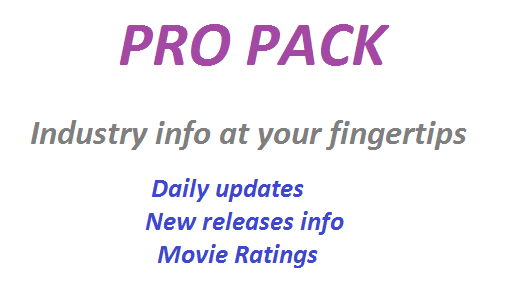 PRO PACK
Industry info at your fingertips
Daily updates
New releases info
Movie Ratings